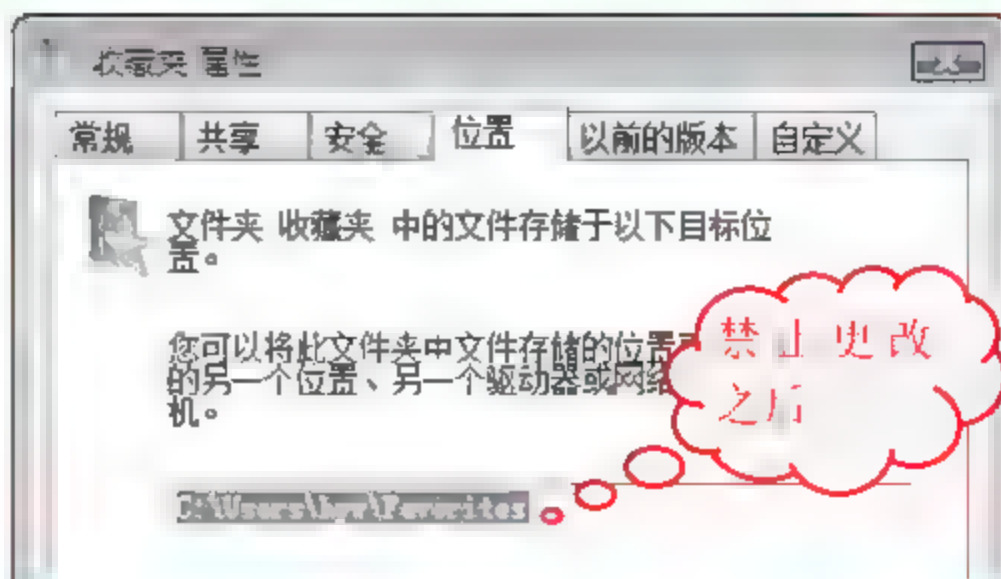 收藏夹 属性
常规 共享 安全 位置 以前的版本 自定义
文件夹 收藏夹 中的文件存储于以下目标位
置。
您可以将此文件夹中文件存储的位置
的另一个位置、另一个驱动器或网络
机。
禁止更改
之后
C:\Users\hgv\Favorites